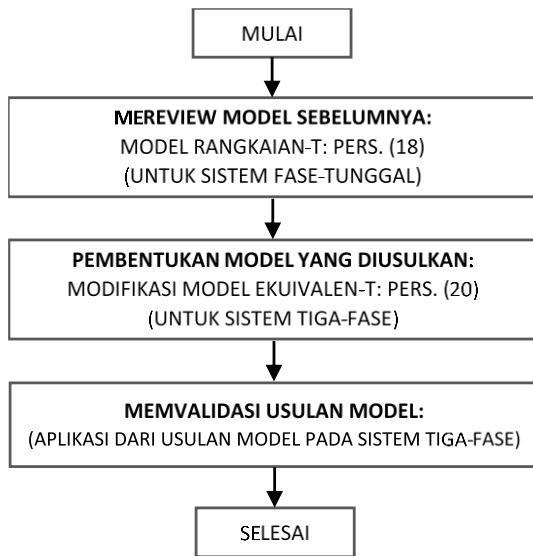 MULAI
MEREVIEW MODEL SEBELUMNYA:
MODEL RANGKAIAN-T: PERS. (18)
(UNTUK SISTEM FASE-TUNGGAL)
PEMBENTUKAN MODEL YANG DIUSULKAN:
MODIFIKASI MODEL EKUIVALEN-T: PERS. (20)
(UNTUK SISTEM TIGA-FASE)
MEMVALIDASI USULAN MODEL:
(APLIKASI DARI USULAN MODEL PADA SISTEM TIGA-FASE)
SELESAI